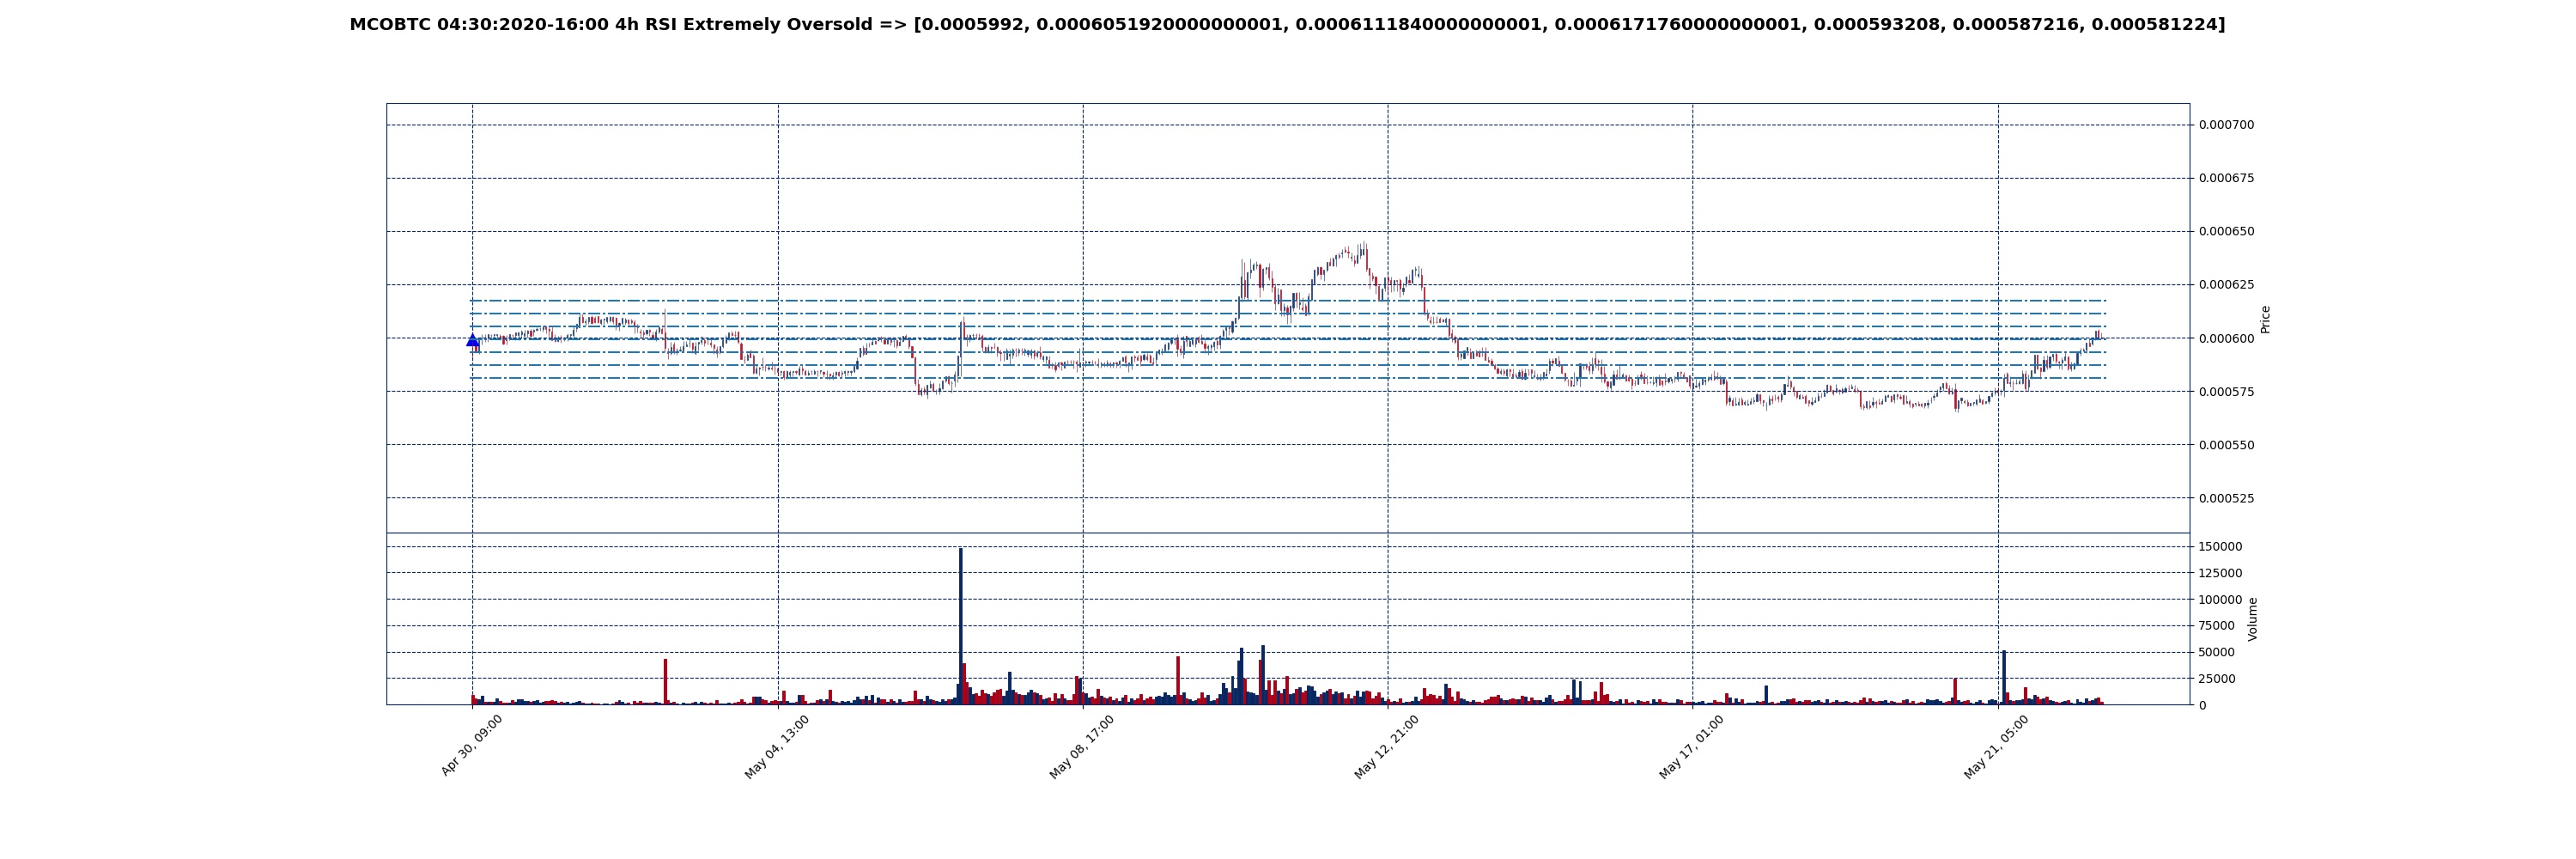 MCOBTC 04:30:2020-16:00 4h RSI Extremely Oversold => [0.0005992, 0.0006051920000000001, 0.0006111840000000001, 0.0006171760000000001, 0.000593208, 0.000587216, 0.000581224]
0.000700
0.000675
0.000650
0.000625
0.000600
0.000575
0.000550
0.000525
Price
150000
125000
100000
75000
50000
25000
0
Volume
Apr 30, 09:00
May 04, 13:00
May 08, 17:00
May 12, 21:00
May 17, 01:00
May 21, 05:00